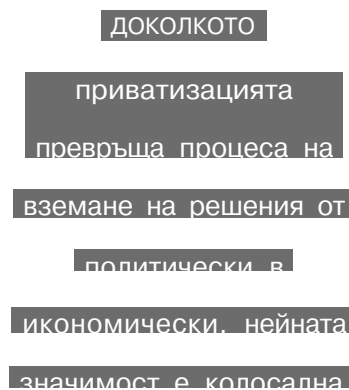 ДОКОЛКОТО
приватизацията
превръща процеса на
вземане на решения от
политически в
икономически, нейната
значимост е колосална